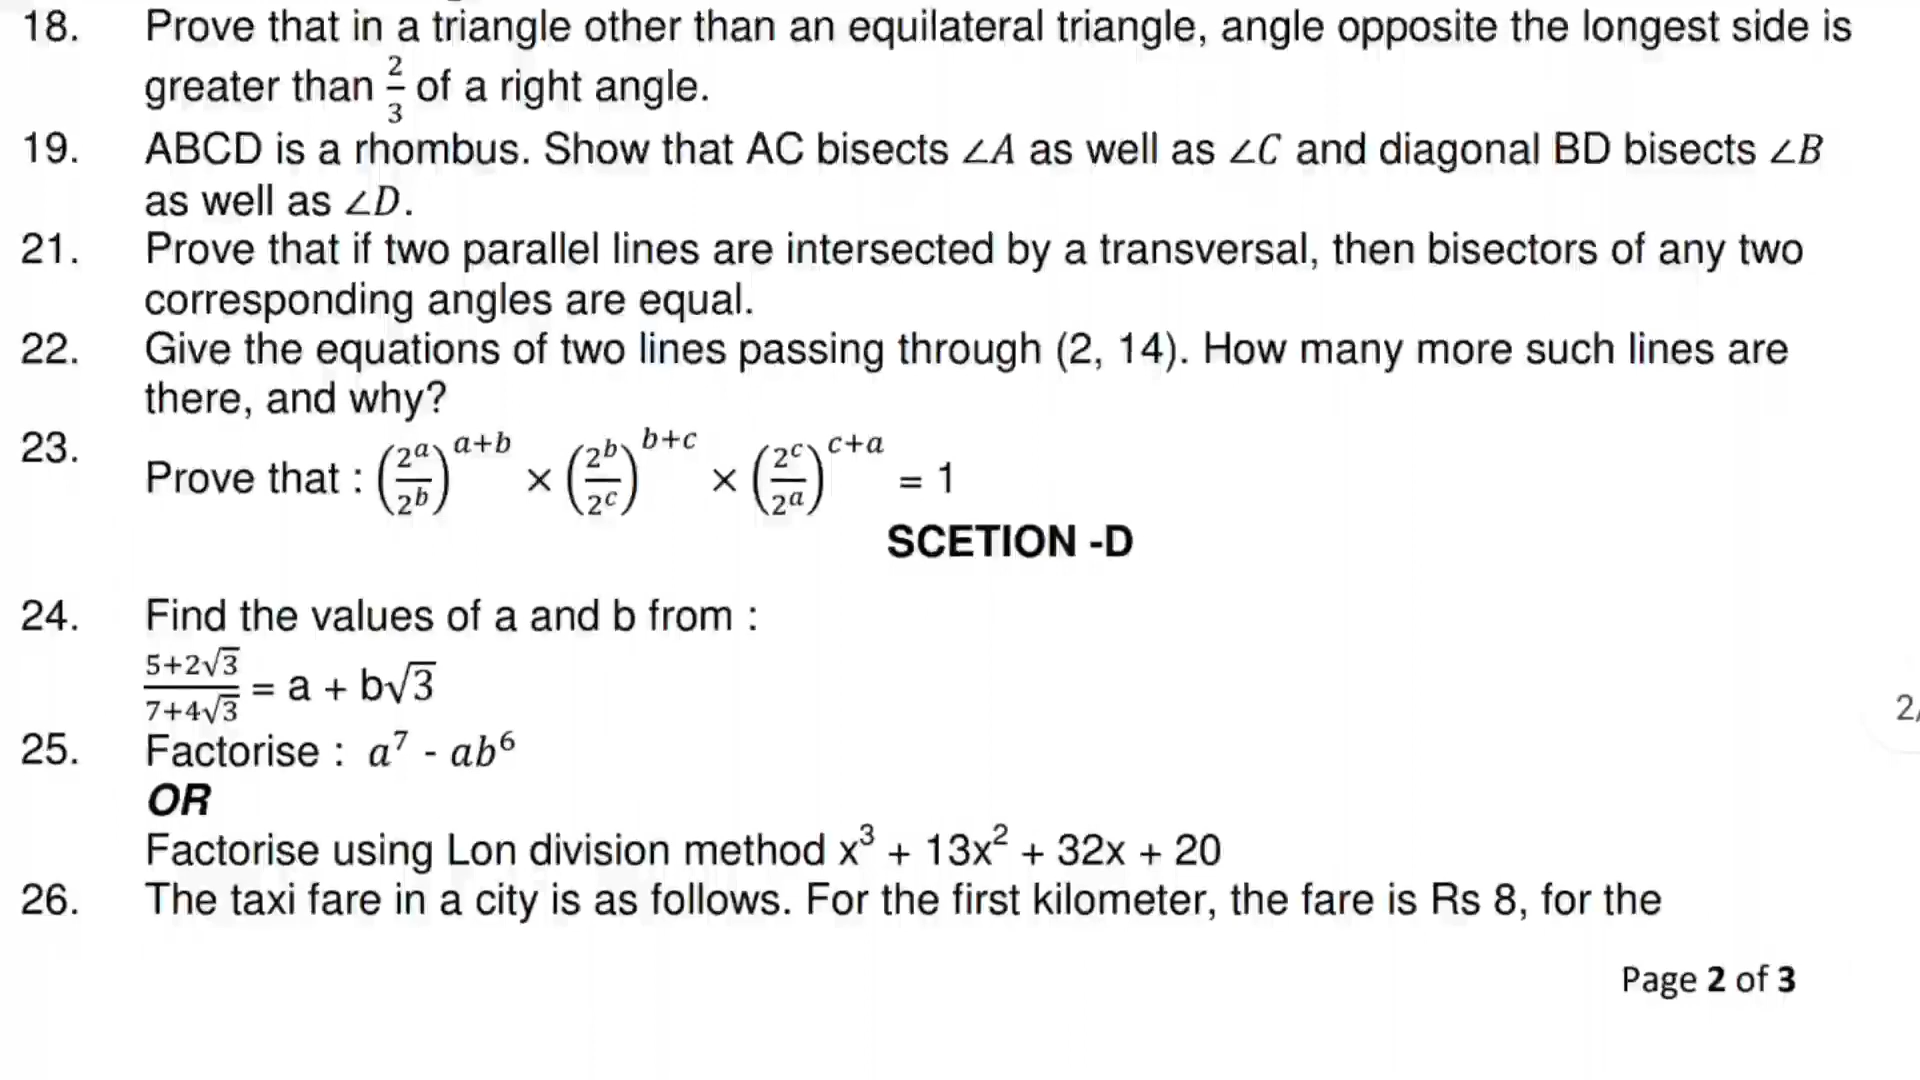 18. Prove that in a triangle other than an equilateral triangle, angle opposite the longest side is
greater than 2/3 of a right angle.
19. ABCD is a rhombus. Show that AC bisects ∠A as well as ∠C and diagonal BD bisects ∠B
as well as ∠D.
21. Prove that if two parallel lines are intersected by a transversal, then bisectors of any two
corresponding angles are equal.
22. Give the equations of two lines passing through (2, 14). How many more such lines are
there, and why?
23. Prove that : (2^a/2^b)^(a+b) × (2^b/2^c)^(b+c) × (2^c/2^a)^(c+a) = 1
SCETION -D
24. Find the values of a and b from :
(5+2√3)/(7+4√3) = a + b√3
25. Factorise : a⁷ - ab⁶
OR
Factorise using Lon division method x³ + 13x² + 32x + 20
26. The taxi fare in a city is as follows. For the first kilometer, the fare is Rs 8, for the
Page 2 of 3